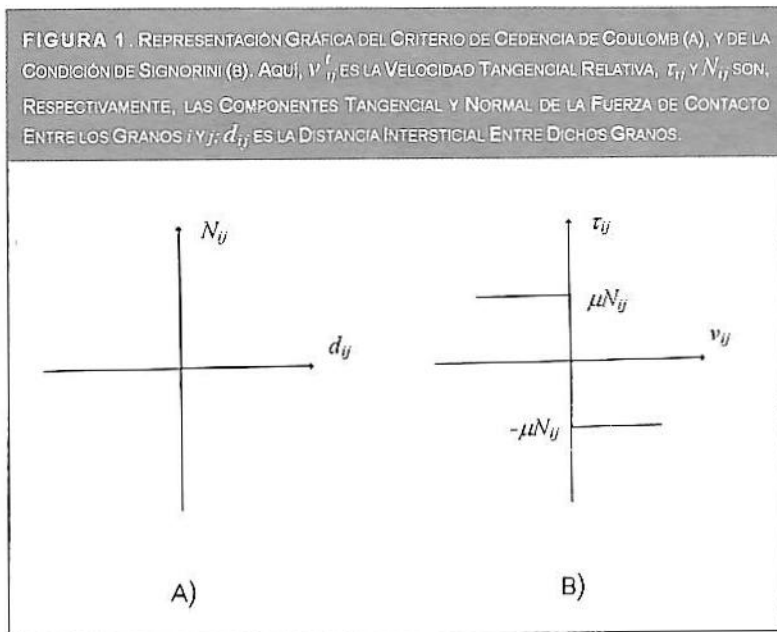 FIGURA 1. REPRESENTACIÓN GRÁFICA DEL CRITERIO DE CEDENCIA DE COULOMB (A), Y DE LA
CONDICIÓN DE SIGNORINI (B). AQUÍ, v^t_ij ES LA VELOCIDAD TANGENCIAL RELATIVA, τ_ij Y N_ij SON,
RESPECTIVAMENTE, LAS COMPONENTES TANGENCIAL Y NORMAL DE LA FUERZA DE CONTACTO
ENTRE LOS GRANOS i Y j; d_ij ES LA DISTANCIA INTERSTICIAL ENTRE DICHOS GRANOS.
N_ij
d_ij
A)
τ_ij
μN_ij
v_ij
-μN_ij
B)